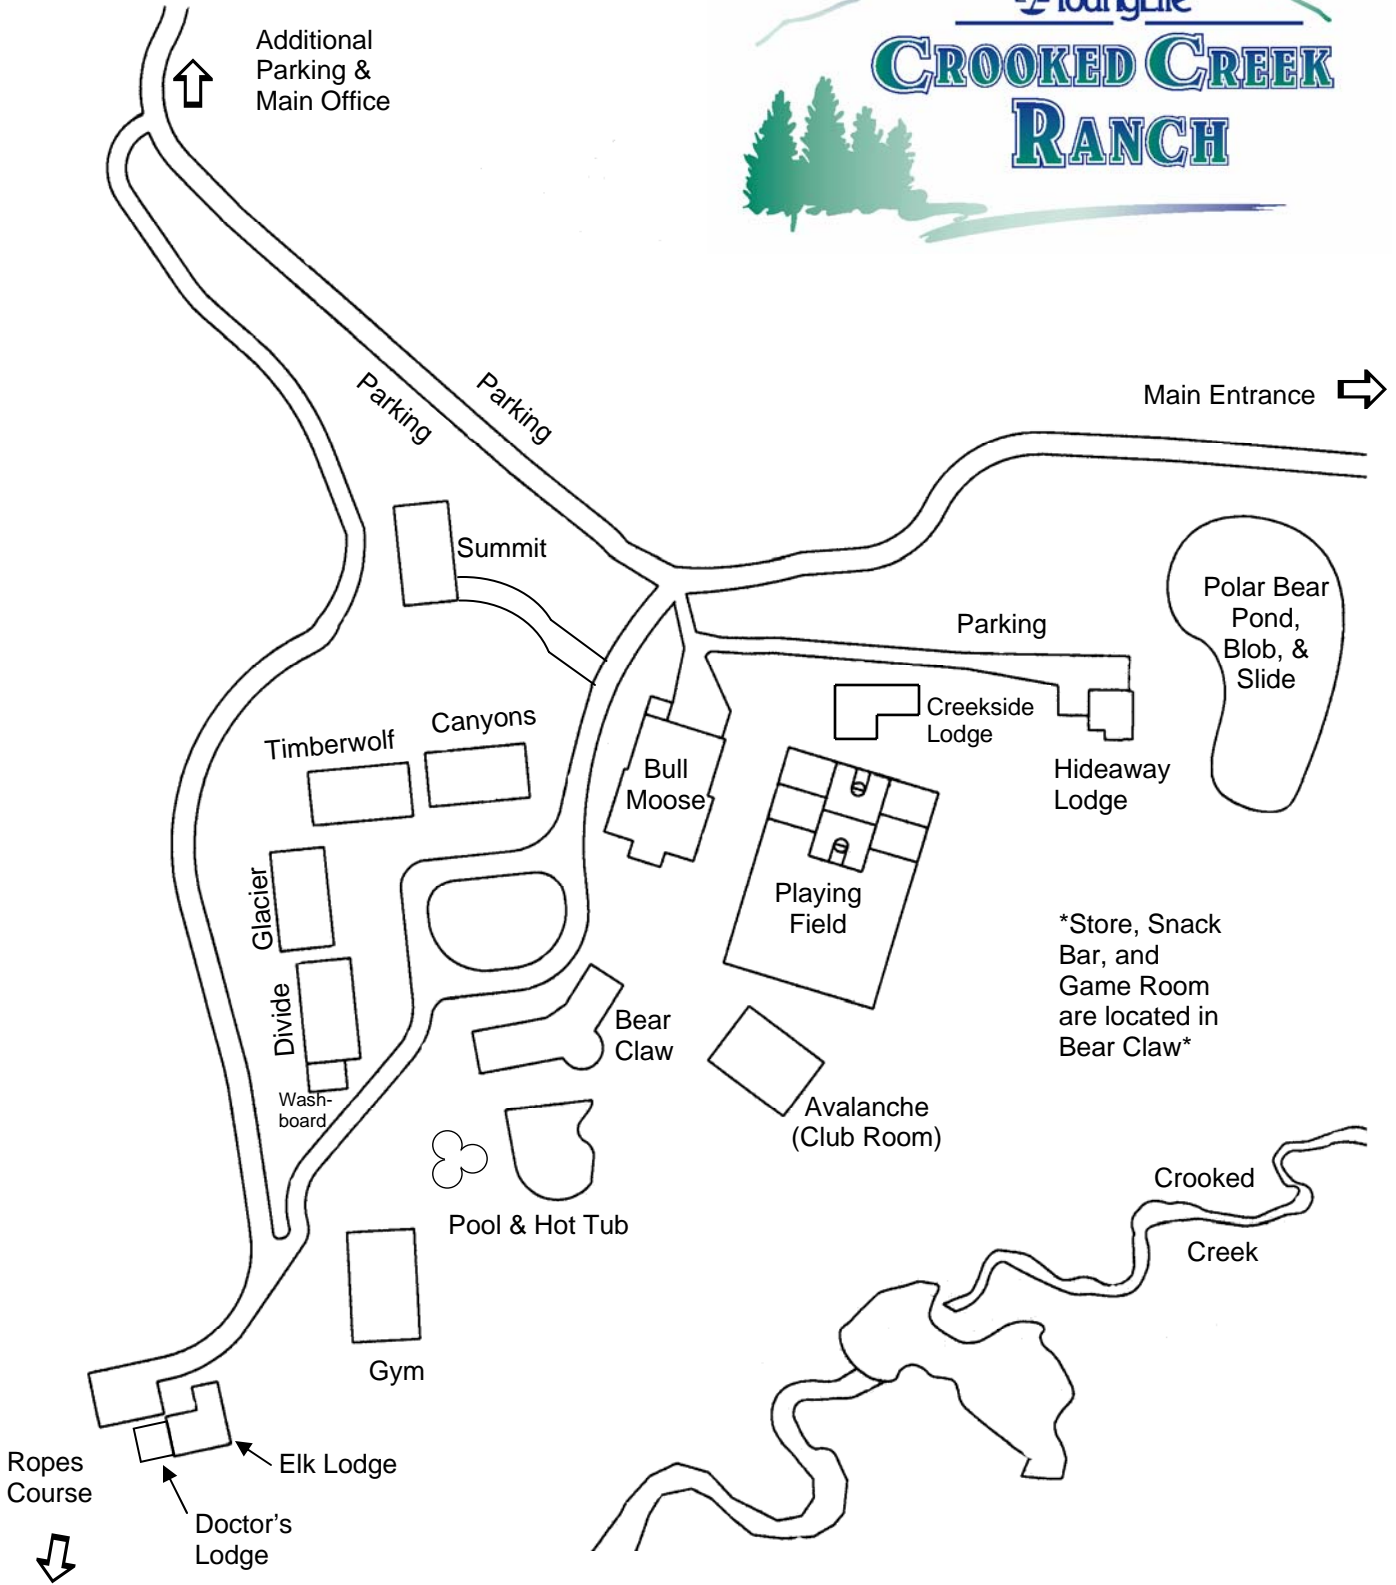 YoungLife
CROOKED CREEK
RANCH
Additional
Parking &
Main Office
Parking
Parking
Main Entrance
Summit
Polar Bear
Pond,
Blob, &
Slide
Parking
Creekside
Lodge
Hideaway
Lodge
Canyons
Timberwolf
Bull
Moose
Playing
Field
Glacier
*Store, Snack
Bar, and
Game Room
are located in
Bear Claw*
Divide
Bear
Claw
Wash-
board
Avalanche
(Club Room)
Pool & Hot Tub
Crooked
Creek
Gym
Ropes
Course
Elk Lodge
Doctor’s
Lodge